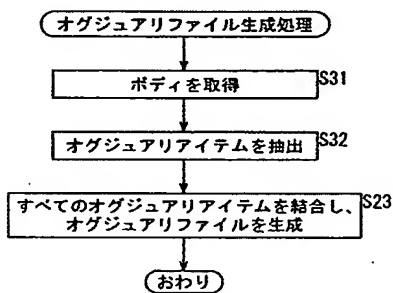 オグジュアリファイル生成処理
ボディを取得
S31
オグジュアリアイテムを抽出
S32
すべてのオグジュアリアイテムを結合し、
オグジュアリファイルを生成
S23
おわり